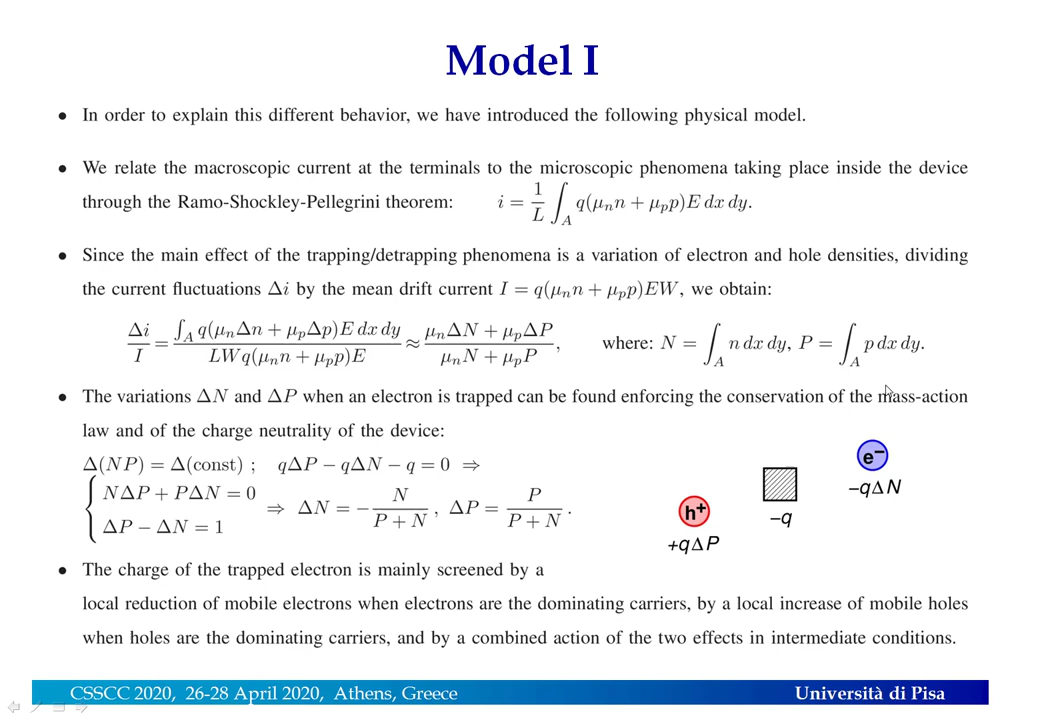 Model I
• In order to explain this different behavior, we have introduced the following physical model.
• We relate the macroscopic current at the terminals to the microscopic phenomena taking place inside the device
through the Ramo-Shockley-Pellegrini theorem: i = 1/L ∫_A q(μ_n n + μ_p p)E dx dy.
• Since the main effect of the trapping/detrapping phenomena is a variation of electron and hole densities, dividing
the current fluctuations Δi by the mean drift current I = q(μ_n n + μ_p p)EW, we obtain:
Δi/I = ∫_A q(μ_n Δn + μ_p Δp)E dx dy / LWq(μ_n n + μ_p p)E ≈ μ_n ΔN + μ_p ΔP / μ_n N + μ_p P, where: N = ∫_A n dx dy, P = ∫_A p dx dy.
• The variations ΔN and ΔP when an electron is trapped can be found enforcing the conservation of the mass-action
law and of the charge neutrality of the device:
Δ(NP) = Δ(const) ; qΔP − qΔN − q = 0 ⇒
{ NΔP + PΔN = 0
ΔP − ΔN = 1 ⇒ ΔN = − N/(P + N), ΔP = P/(P + N).
e−
−qΔN
−q
h+
+qΔP
• The charge of the trapped electron is mainly screened by a
local reduction of mobile electrons when electrons are the dominating carriers, by a local increase of mobile holes
when holes are the dominating carriers, and by a combined action of the two effects in intermediate conditions.
CSSCC 2020, 26-28 April 2020, Athens, Greece
Università di Pisa